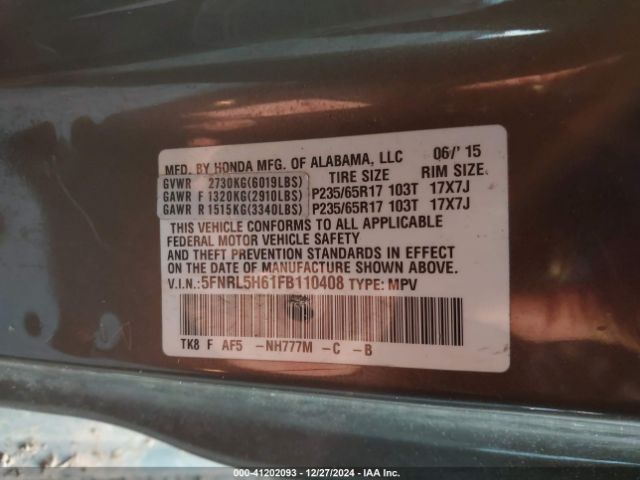 MFD. BY HONDA MFG. OF ALABAMA, LLC 06/'15
GVWR 2730KG(6019LBS) TIRE SIZE RIM SIZE
GAWR F 1320KG(2910LBS) P235/65R17 103T 17X7J
GAWR R 1515KG(3340LBS) P235/65R17 103T 17X7J
THIS VEHICLE CONFORMS TO ALL APPLICABLE
FEDERAL MOTOR VEHICLE SAFETY
AND THEFT PREVENTION STANDARDS IN EFFECT
ON THE DATE OF MANUFACTURE SHOWN ABOVE.
V.I.N.:5FNRL5H61FB110408 TYPE: MPV
TK8 F AF5 -NH777M -C -B
000-41202093 - 12/27/2024 - IAA Inc.